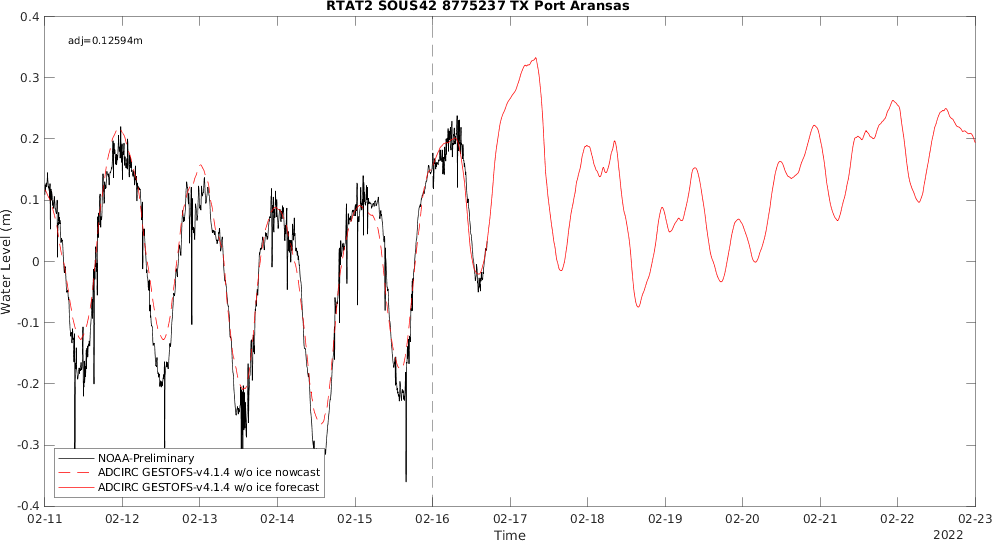 RTAT2 SOUS42 8775237 TX Port Aransas
adj=0.12594m
0.4
0.3
0.2
0.1
0
-0.1
-0.2
-0.3
-0.4
Water Level (m)
NOAA-Preliminary
ADCIRC GESTOFS-v4.1.4 w/o ice nowcast
ADCIRC GESTOFS-v4.1.4 w/o ice forecast
02-11 02-12 02-13 02-14 02-15 02-16 02-17 02-18 02-19 02-20 02-21 02-22 02-23
Time
2022